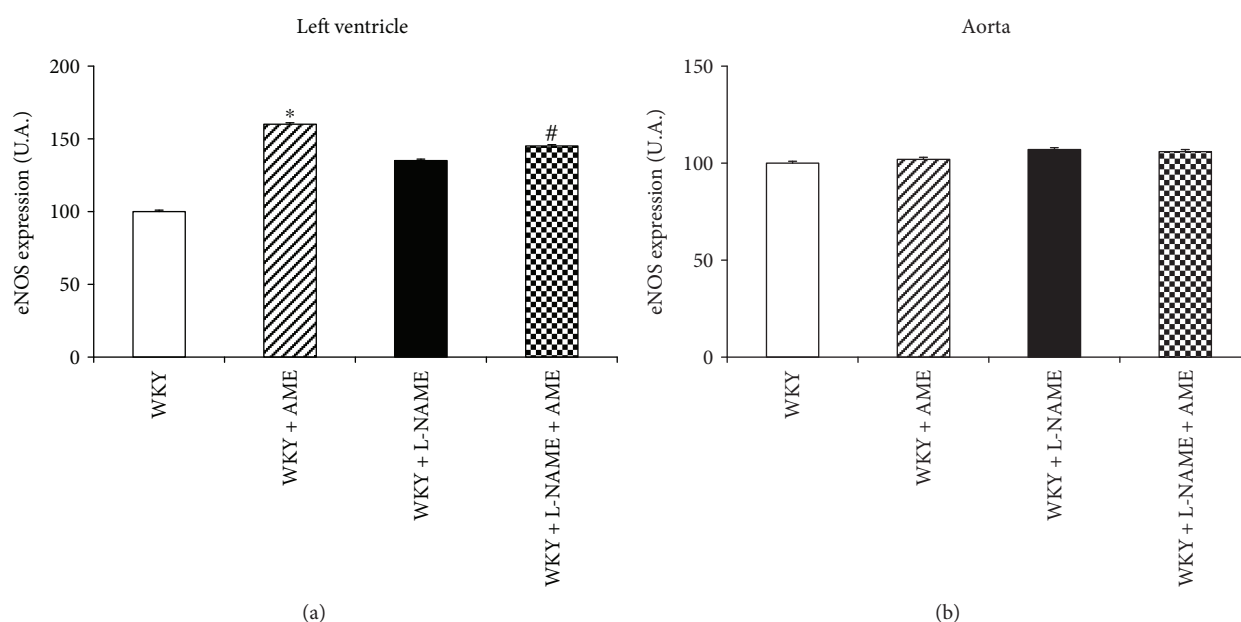 Left ventricle
eNOS expression (U.A.)
200
150
100
50
0
*
#
WKY
WKY + AME
WKY + L-NAME
WKY + L-NAME + AME
(a)
Aorta
eNOS expression (U.A.)
150
100
50
0
WKY
WKY + AME
WKY + L-NAME
WKY + L-NAME + AME
(b)